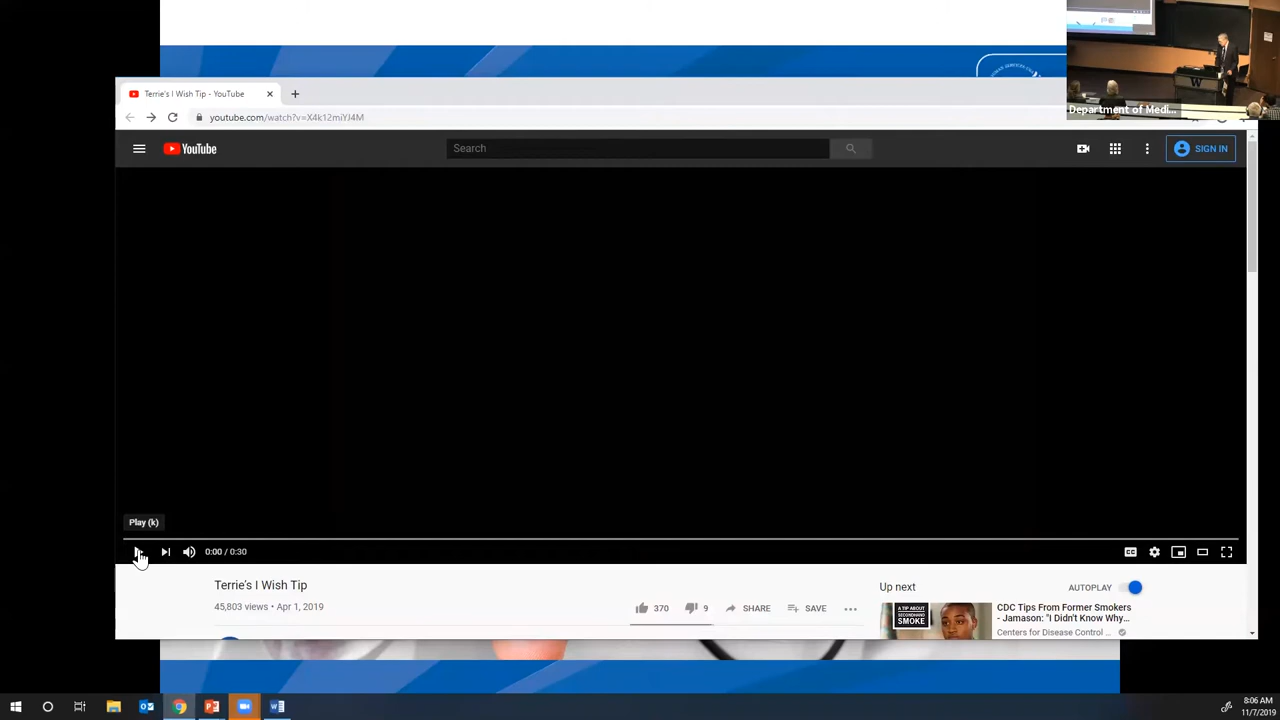 Terrie's I Wish Tip - YouTube
youtube.com/watch?v=X4k12miYJ4M
Department of Medi...
W
YouTube
Search
SIGN IN
Play (k)
0:00 / 0:30
Terrie's I Wish Tip
45,803 views • Apr 1, 2019
370
9
SHARE
SAVE
Up next
AUTOPLAY
A TIP ABOUT
SECONDHAND
SMOKE
CDC Tips From Former Smokers
- Jamason: "I Didn't Know Why...
Centers for Disease Control ...
8:06 AM
11/7/2019